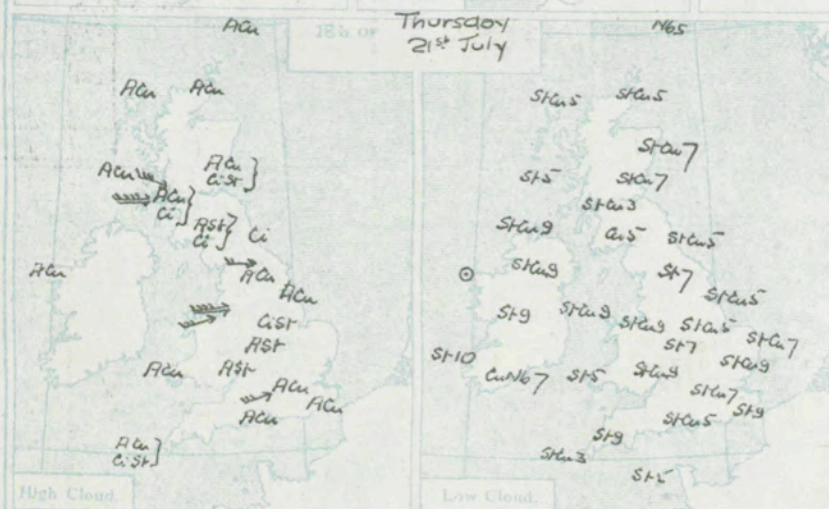 Thursday
21st July
18h or
ACu
ACu
ACu
ACu
ACu
CiSt
ACu
Ci
ASt
Ci
Ci
ACu
ACu
ACu
CiSt
ASt
ACu
ASt
ACu
ACu
ACu
ACu
CiSt
High Cloud.
Nb5
StCu5
StCu5
StCu7
St5
StCu7
StCu3
StCu9
Cu5
StCu5
StCu9
St7
StCu5
St9
StCu9
StCu9
StCu5
StCu7
St7
St10
StCu9
CuNb7
St5
StCu9
StCu7
St9
StCu5
St9
StCu3
Low Cloud.